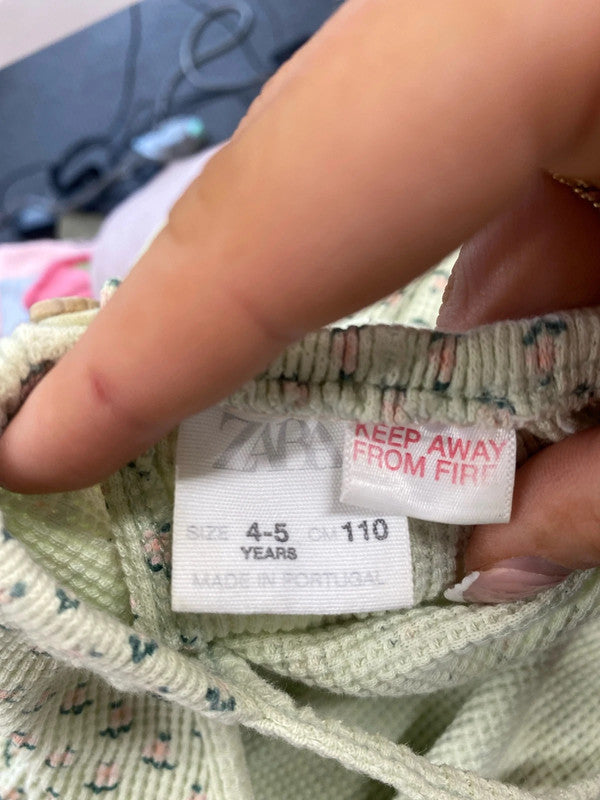 ZARA
KEEP AWAY
FROM FIRE
SIZE 4-5 CM 110
YEARS
MADE IN PORTUGAL